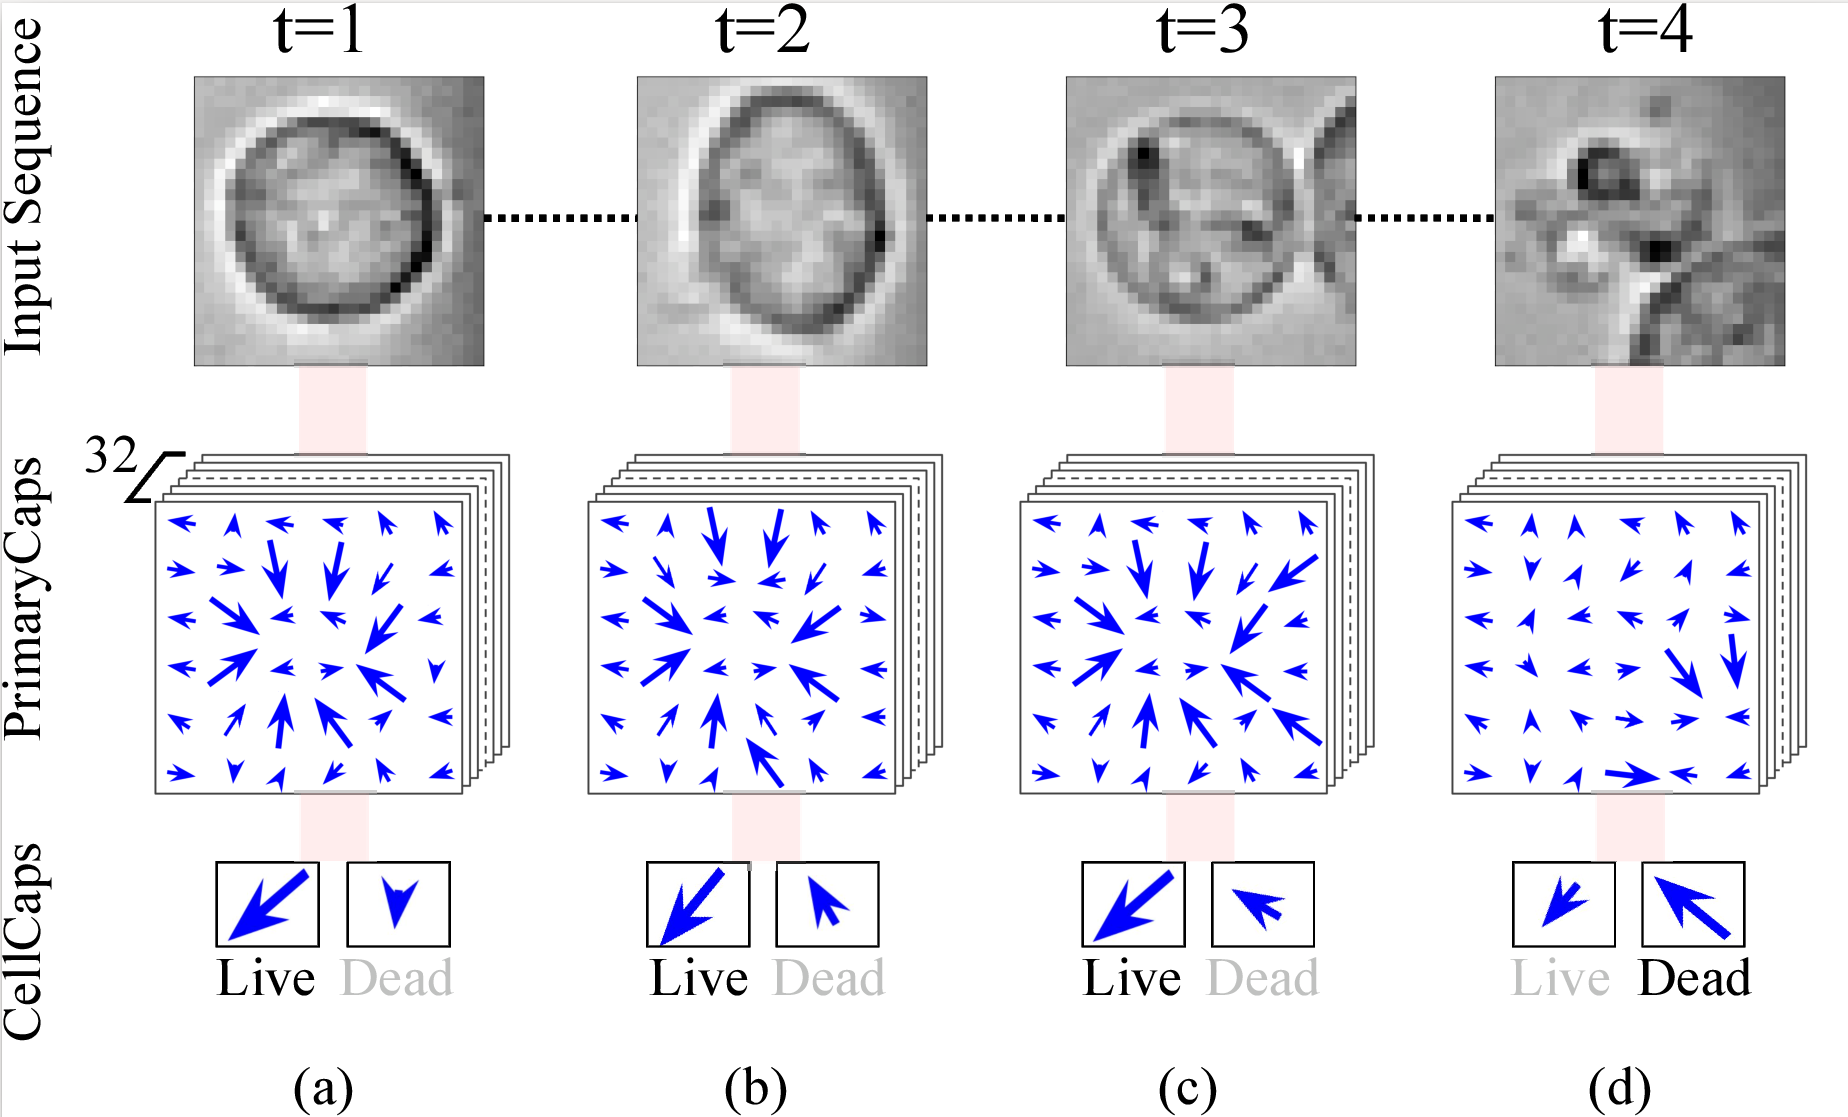 t=1 t=2 t=3 t=4
Input Sequence
32
PrimaryCaps
CellCaps
Live Dead Live Dead Live Dead Live Dead
(a) (b) (c) (d)